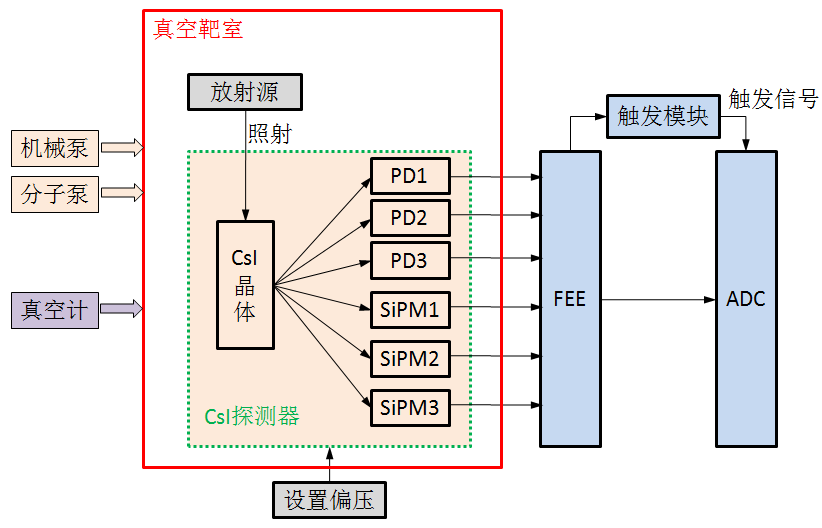 真空靶室
放射源
照射
机械泵
分子泵
真空计
CsI
晶
体
PD1
PD2
PD3
SiPM1
SiPM2
SiPM3
CsI探测器
设置偏压
FEE
触发模块
触发信号
ADC